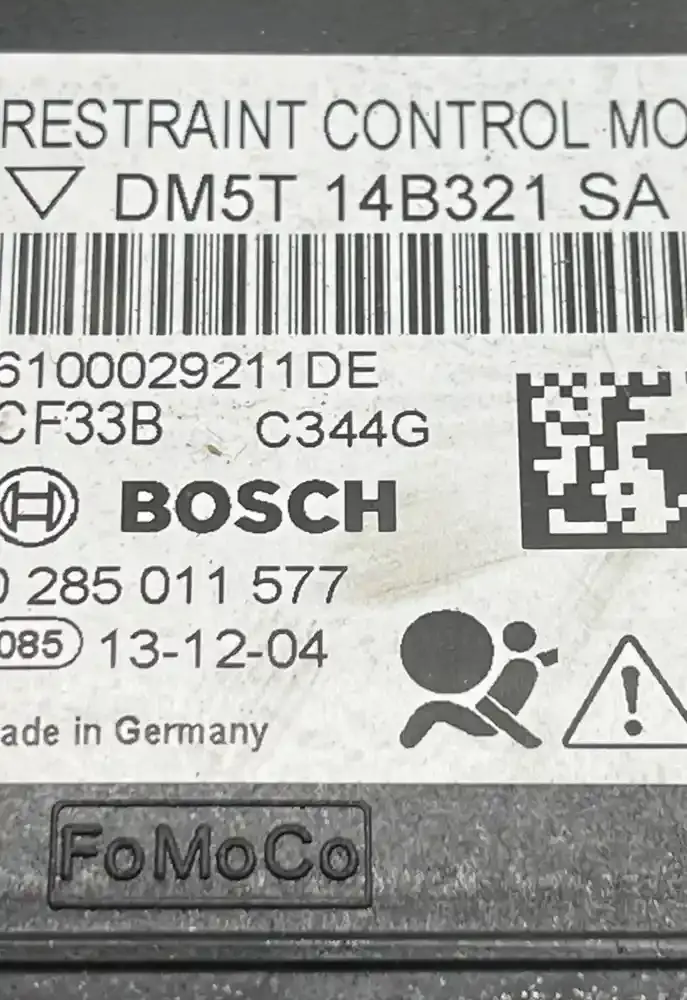 RESTRAINT CONTROL MO
DM5T 14B321 SA
6100029211DE
CF33B C344G
BOSCH
0 285 011 577
085 13-12-04
ade in Germany
FoMoCo